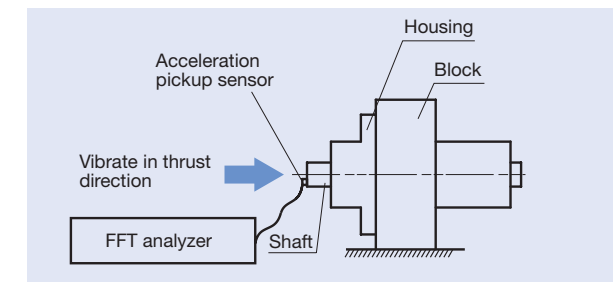 Housing
Acceleration
pickup sensor
Block
Vibrate in thrust
direction
FFT analyzer
Shaft